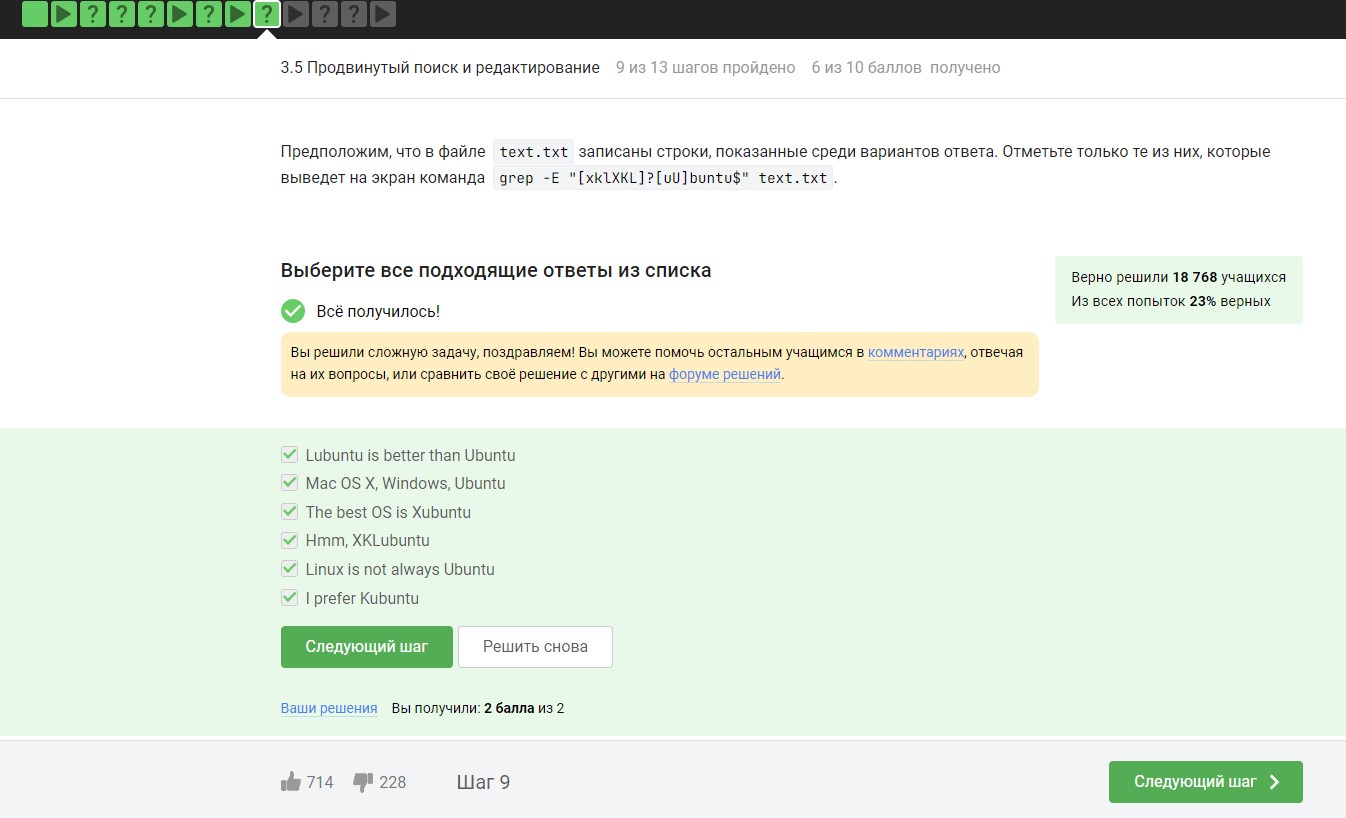 ? ? ? ? ? ? ?
3.5 Продвинутый поиск и редактирование 9 из 13 шагов пройдено 6 из 10 баллов получено
Предположим, что в файле text.txt записаны строки, показанные среди вариантов ответа. Отметьте только те из них, которые
выведет на экран команда grep -E "[xklXKL]?[uU]buntu$" text.txt.
Выберите все подходящие ответы из списка
Верно решили 18 768 учащихся
Из всех попыток 23% верных
Всё получилось!
Вы решили сложную задачу, поздравляем! Вы можете помочь остальным учащимся в комментариях, отвечая
на их вопросы, или сравнить своё решение с другими на форуме решений.
Lubuntu is better than Ubuntu
Mac OS X, Windows, Ubuntu
The best OS is Xubuntu
Hmm, XKLubuntu
Linux is not always Ubuntu
I prefer Kubuntu
Следующий шаг Решить снова
Ваши решения Вы получили: 2 балла из 2
714 228 Шаг 9 Следующий шаг